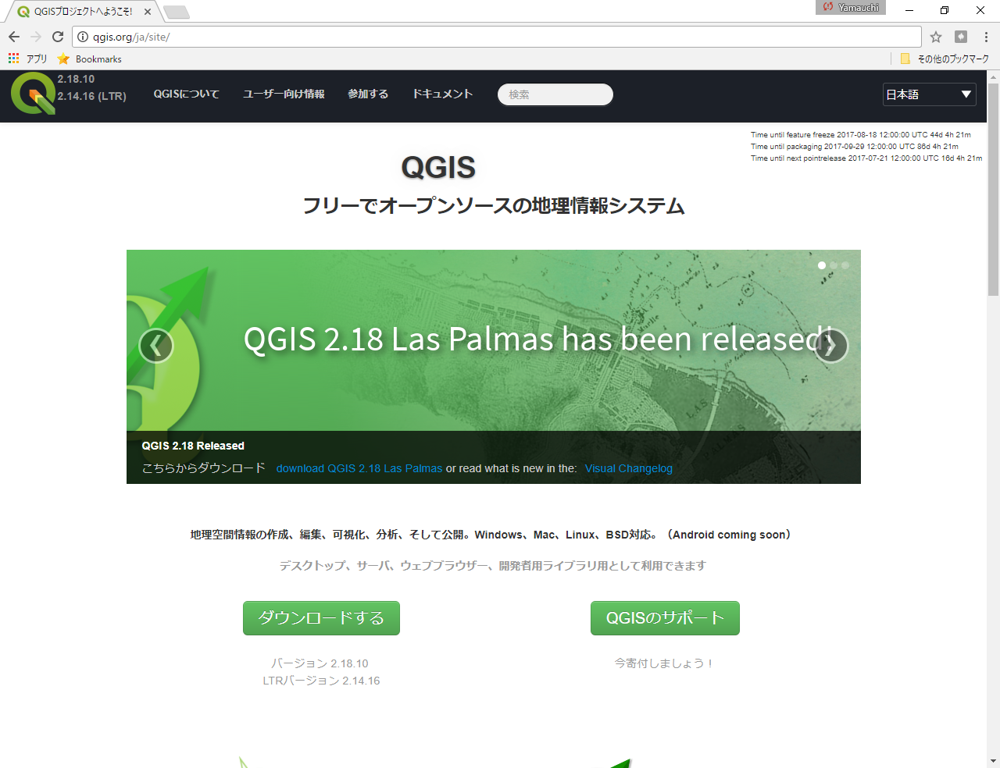 QGISプロジェクトへようこそ!
Yamauchi
qgis.org/ja/site/
アプリ
Bookmarks
その他のブックマーク
2.18.10
2.14.16 (LTR)
QGISについて
ユーザー向け情報
参加する
ドキュメント
検索
日本語
Time until feature freeze 2017-08-18 12:00:00 UTC 44d 4h 21m
Time until packaging 2017-09-29 12:00:00 UTC 86d 4h 21m
Time until next pointrelease 2017-07-21 12:00:00 UTC 16d 4h 21m
QGIS
フリーでオープンソースの地理情報システム
QGIS 2.18 Las Palmas has been released!
LAS
PALMAS
QGIS 2.18 Released
こちらからダウンロード download QGIS 2.18 Las Palmas or read what is new in the: Visual Changelog
地理空間情報の作成、編集、可視化、分析、そして公開。Windows、Mac、Linux、BSD対応。（Android coming soon）
デスクトップ、サーバ、ウェブブラウザー、開発者用ライブラリ用として利用できます
ダウンロードする
QGISのサポート
バージョン 2.18.10
LTRバージョン 2.14.16
今寄付しましょう！